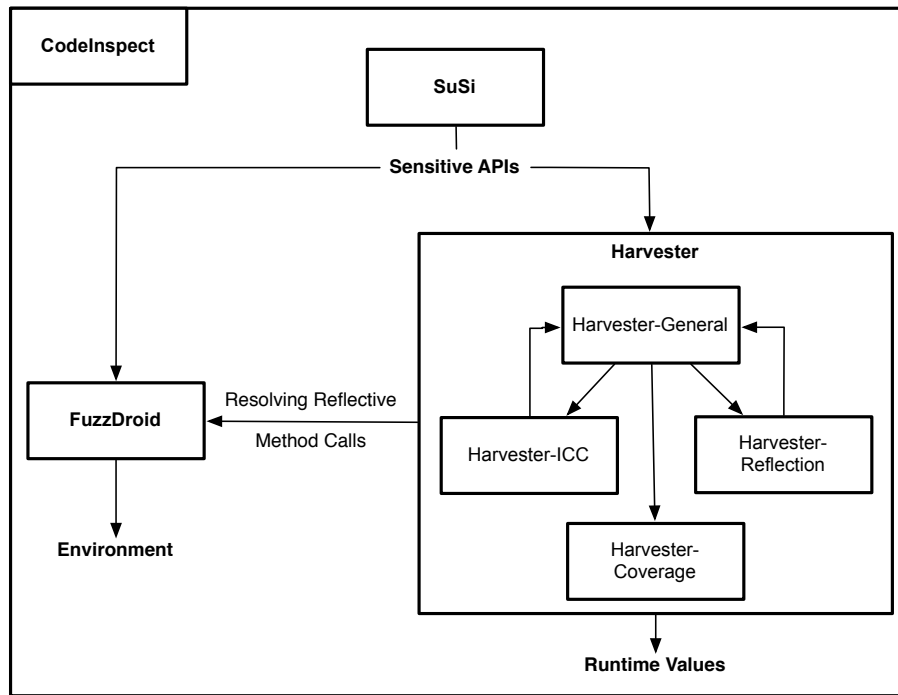 CodeInspect
SuSi
Sensitive APIs
Harvester
Harvester-General
Harvester-ICC
Harvester-
Reflection
Harvester-
Coverage
Resolving Reflective
Method Calls
FuzzDroid
Environment
Runtime Values